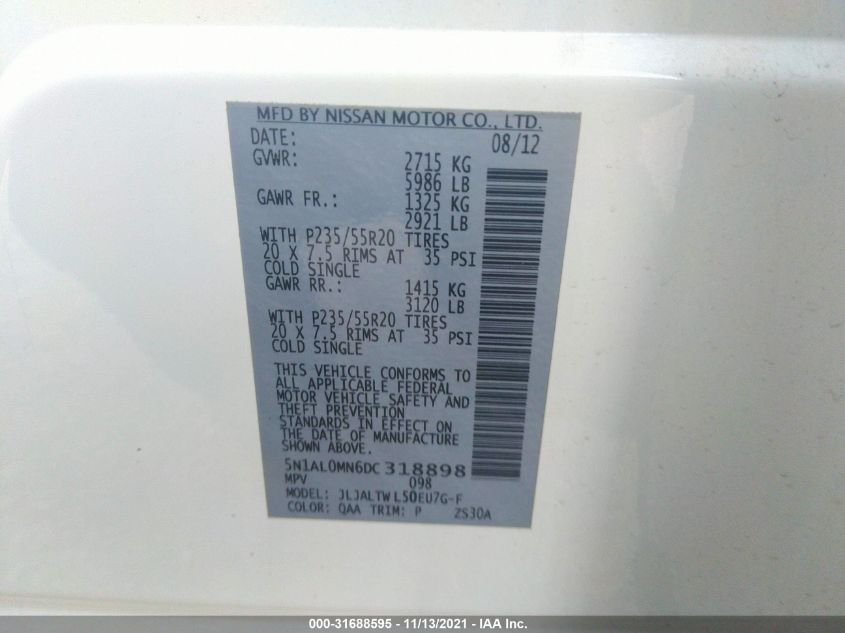 MFD BY NISSAN MOTOR CO., LTD.
DATE: 08/12
GVWR: 2715 KG
5986 LB
GAWR FR.: 1325 KG
2921 LB
WITH P235/55R20 TIRES
20 X 7.5 RIMS AT 35 PSI
COLD SINGLE
GAWR RR.: 1415 KG
3120 LB
WITH P235/55R20 TIRES
20 X 7.5 RIMS AT 35 PSI
COLD SINGLE
THIS VEHICLE CONFORMS TO
ALL APPLICABLE FEDERAL
MOTOR VEHICLE SAFETY AND
THEFT PREVENTION
STANDARDS IN EFFECT ON
THE DATE OF MANUFACTURE
SHOWN ABOVE.
5N1AL0MN6DC318898
MPV 098
MODEL: JLJALTWL50EU7G-F
COLOR: QAA TRIM: P ZS30A
000-31688595 - 11/13/2021 - IAA Inc.